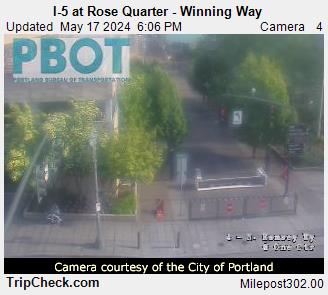 I-5 at Rose Quarter - Winning Way
Updated May 17 2024 6:06 PM Camera 4
PBOT
PORTLAND BUREAU OF TRANSPORTATION
Camera courtesy of the City of Portland
TripCheck.com Milepost302.00